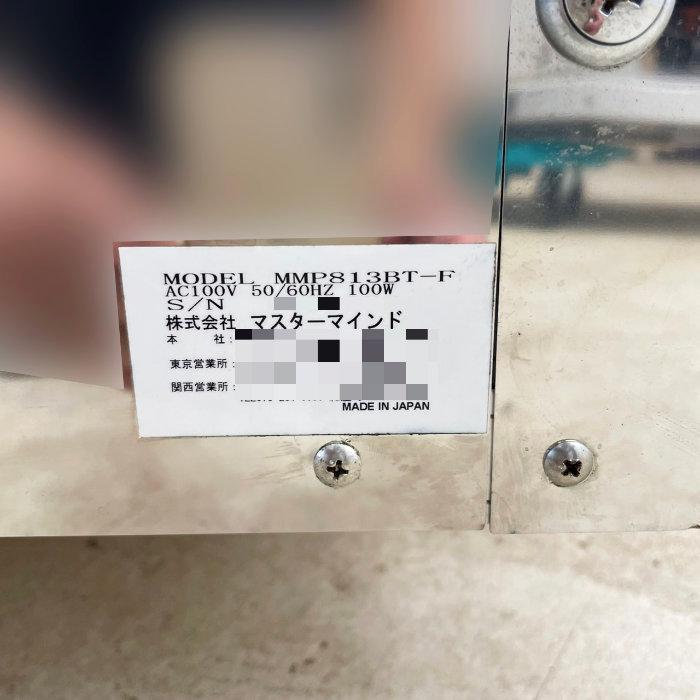 MODEL MMP813BT-F
AC100V 50/60HZ 100W
S/N
株式会社 マスターマインド
本 社:
東京営業所:
関西営業所:
MADE IN JAPAN